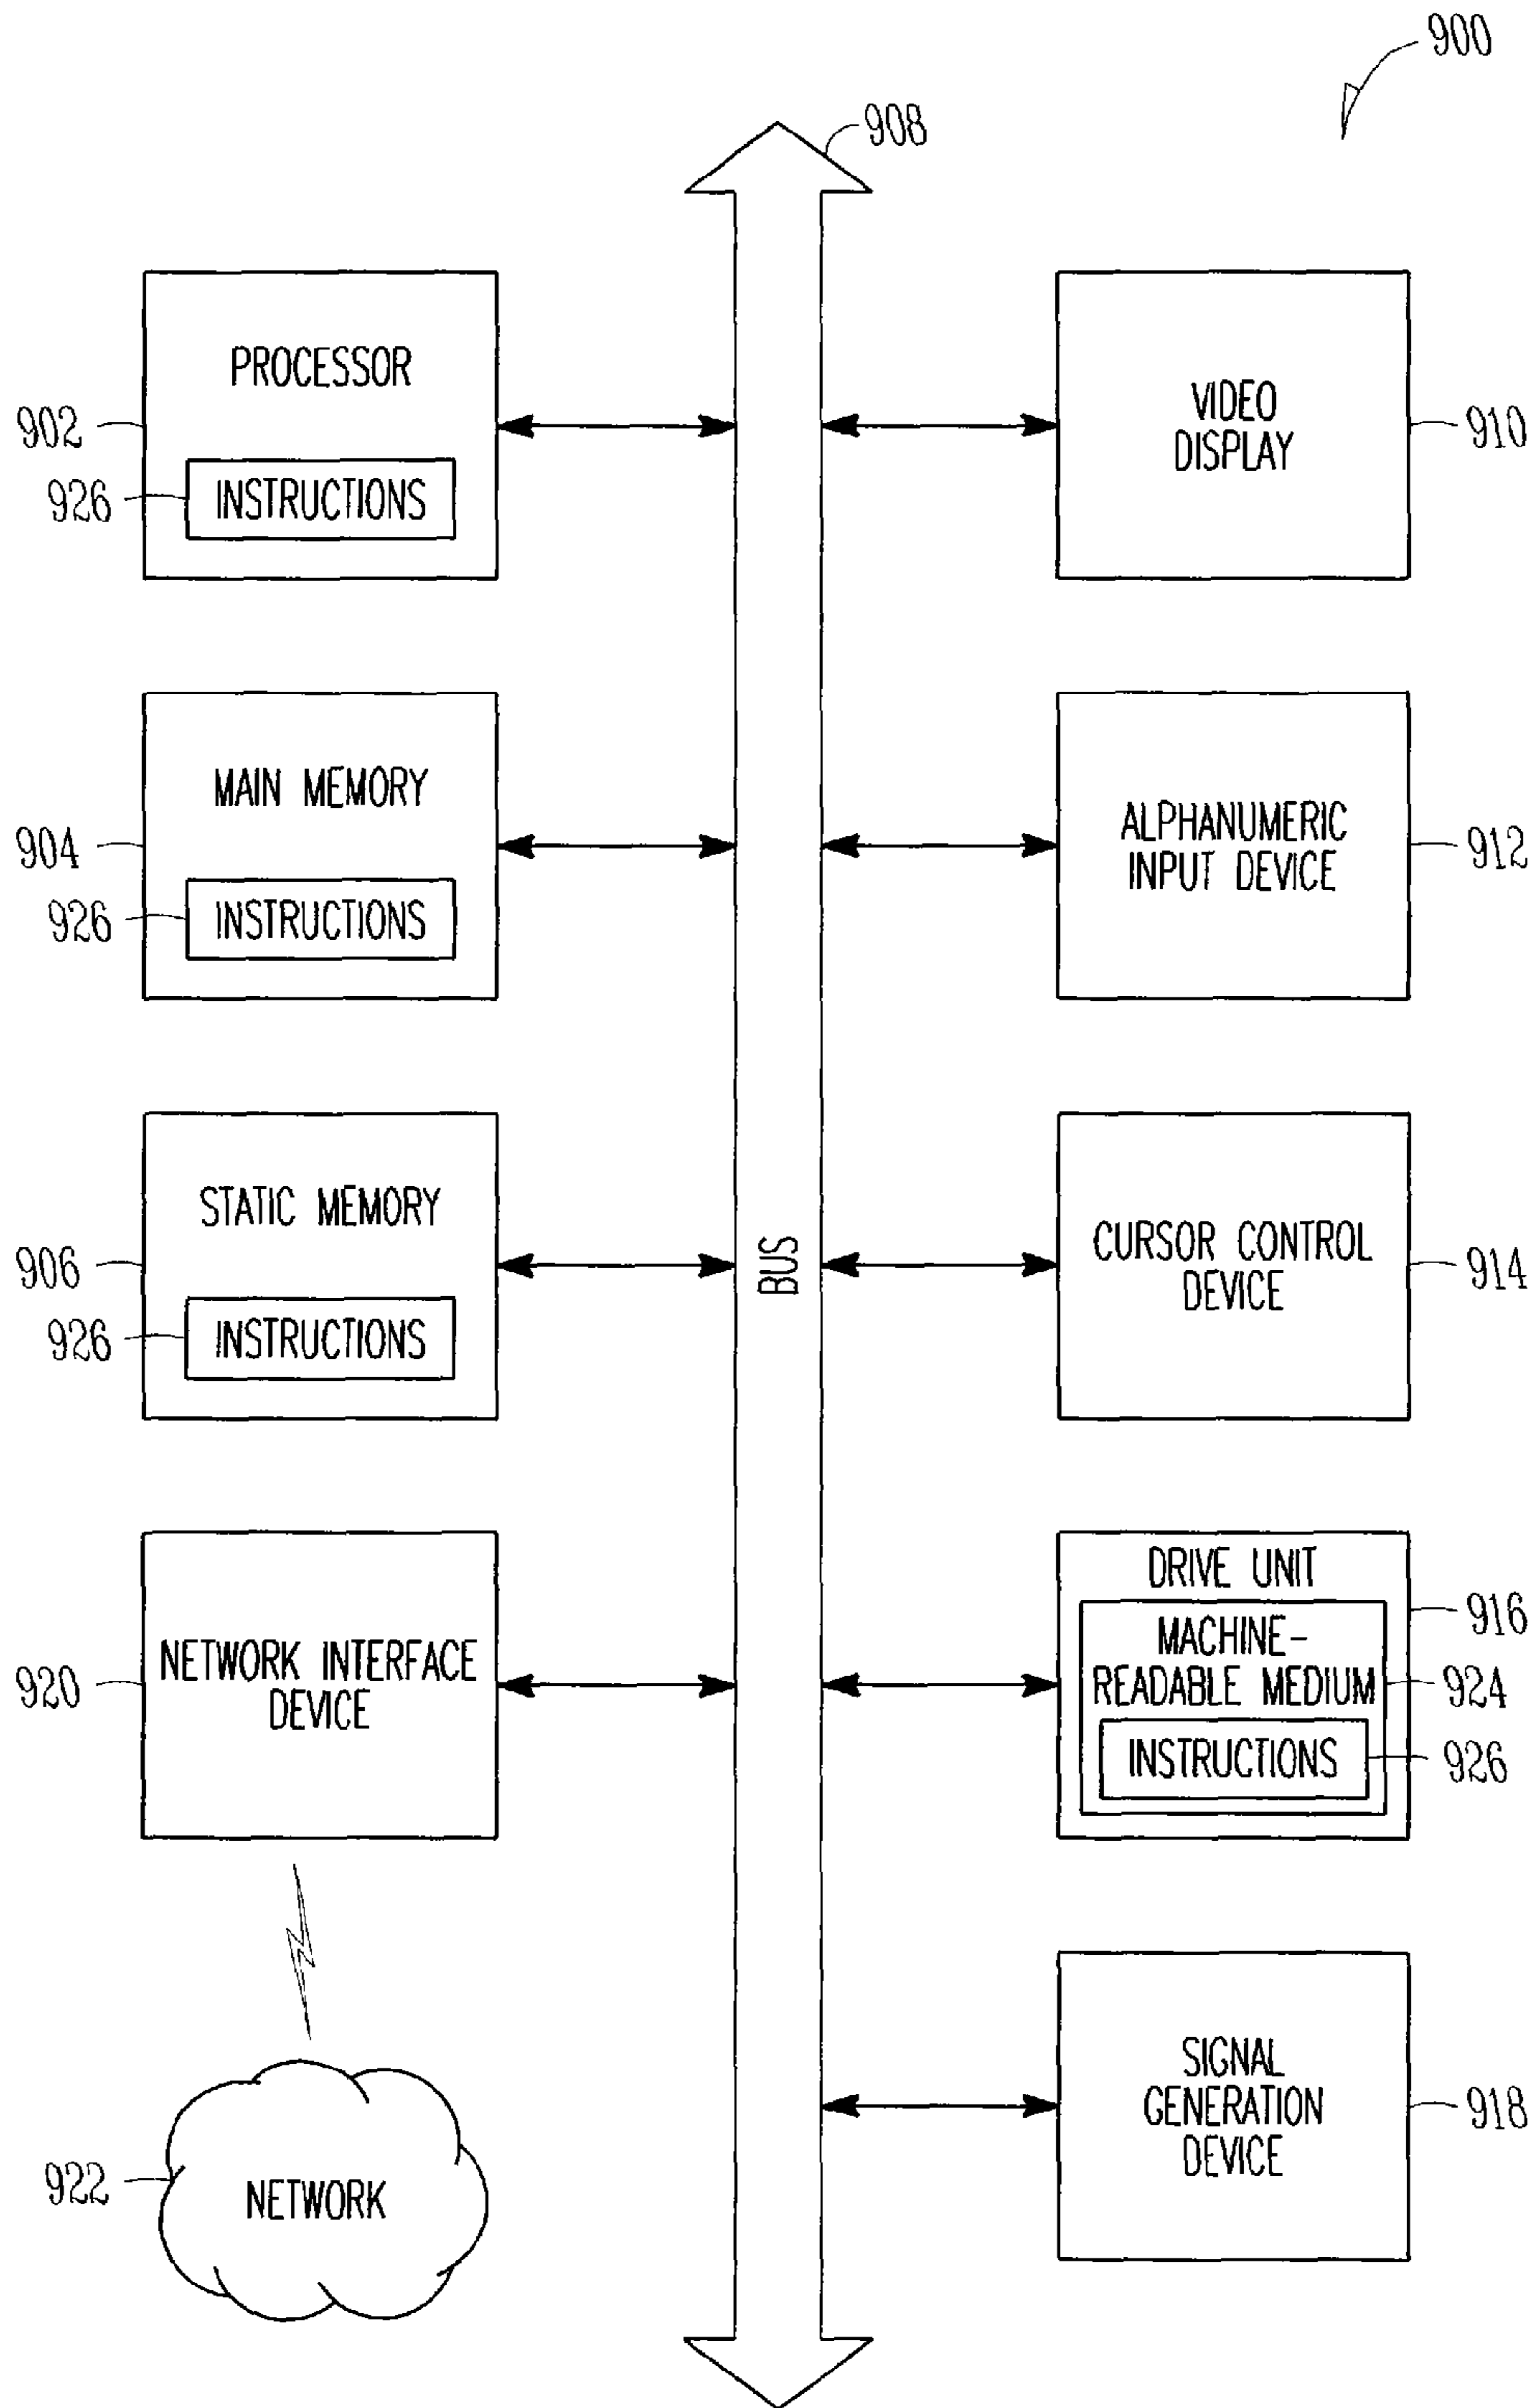 900
908
PROCESSOR
902
926
INSTRUCTIONS
VIDEO
DISPLAY
910
MAIN MEMORY
904
926
INSTRUCTIONS
ALPHANUMERIC
INPUT DEVICE
912
STATIC MEMORY
906
926
INSTRUCTIONS
BUS
CURSOR CONTROL
DEVICE
914
NETWORK INTERFACE
DEVICE
920
DRIVE UNIT
916
MACHINE-
READABLE MEDIUM
924
INSTRUCTIONS
926
922
NETWORK
SIGNAL
GENERATION
DEVICE
918